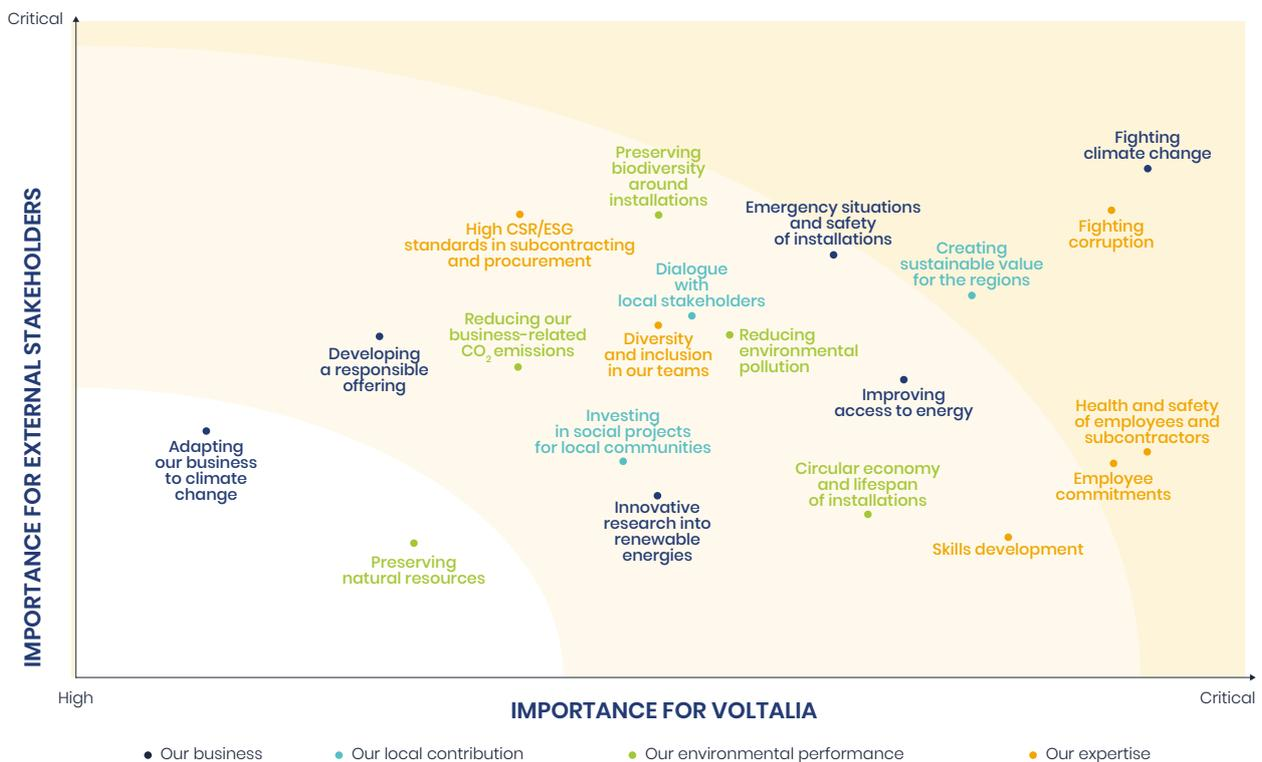 Critical
IMPORTANCE FOR EXTERNAL STAKEHOLDERS
Fighting
climate change
Preserving
biodiversity
around
installations
Emergency situations
and safety
of installations
High CSR/ESG
standards in subcontracting
and procurement
Fighting
corruption
Creating
sustainable value
for the regions
Dialogue
with
local stakeholders
Reducing our
business-related
CO2 emissions
Diversity
and inclusion
in our teams
Reducing
environmental
pollution
Developing
a responsible
offering
Improving
access to energy
Health and safety
of employees and
subcontractors
Investing
in social projects
for local communities
Adapting
our business
to climate
change
Circular economy
and lifespan
of installations
Employee
commitments
Innovative
research into
renewable
energies
Skills development
Preserving
natural resources
High
Critical
IMPORTANCE FOR VOLTALIA
Our business
Our local contribution
Our environmental performance
Our expertise